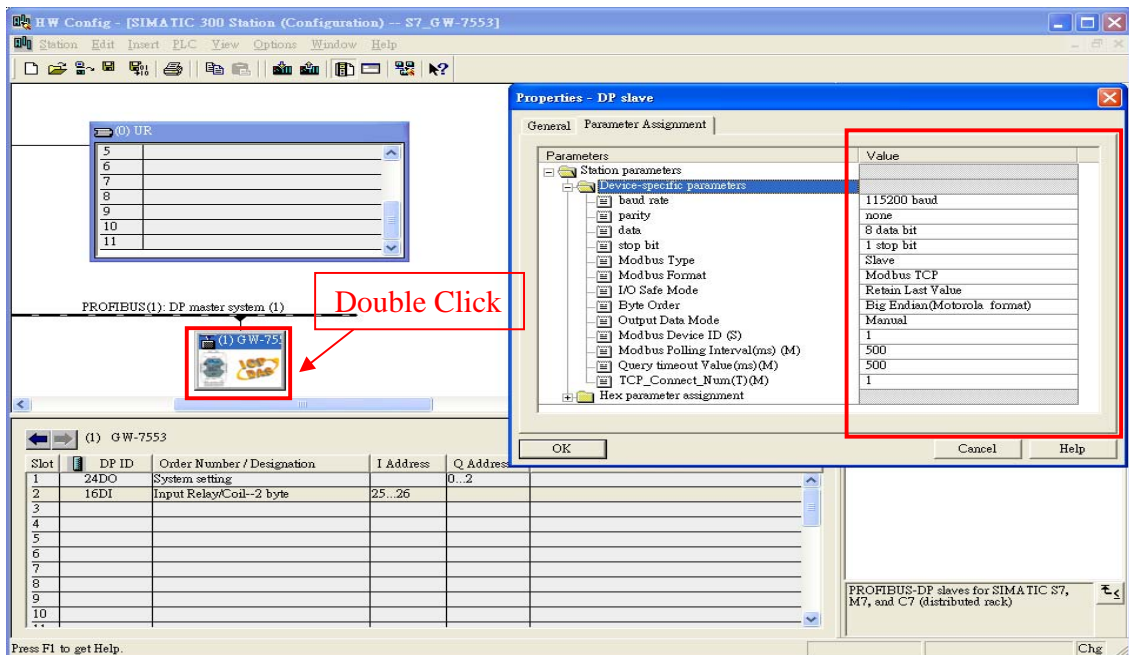 HW Config - [SIMATIC 300 Station (Configuration) -- S7_GW-7553]
Station Edit Insert PLC View Options Window Help
(0) UR
5
6
7
8
9
10
11
PROFIBUS(1): DP master system (1)
(1) GW-75
Double Click
Properties - DP slave
General Parameter Assignment
Parameters Value
Station parameters
Device-specific parameters
baud rate 115200 baud
parity none
data 8 data bit
stop bit 1 stop bit
Modbus Type Slave
Modbus Format Modbus TCP
I/O Safe Mode Retain Last Value
Byte Order Big Endian(Motorola format)
Output Data Mode Manual
Modbus Device ID (S) 1
Modbus Polling Interval(ms) (M) 500
Query timeout Value(ms)(M) 500
TCP_Connect_Num(T)(M) 1
Hex parameter assignment
OK Cancel Help
(1) GW-7553
Slot DP ID Order Number / Designation I Address Q Address
1 24DO System setting 0...2
2 16DI Input Relay/Coil--2 byte 25...26
3
4
5
6
7
8
9
10
PROFIBUS-DP slaves for SIMATIC S7,
M7, and C7 (distributed rack)
Press F1 to get Help. Chg